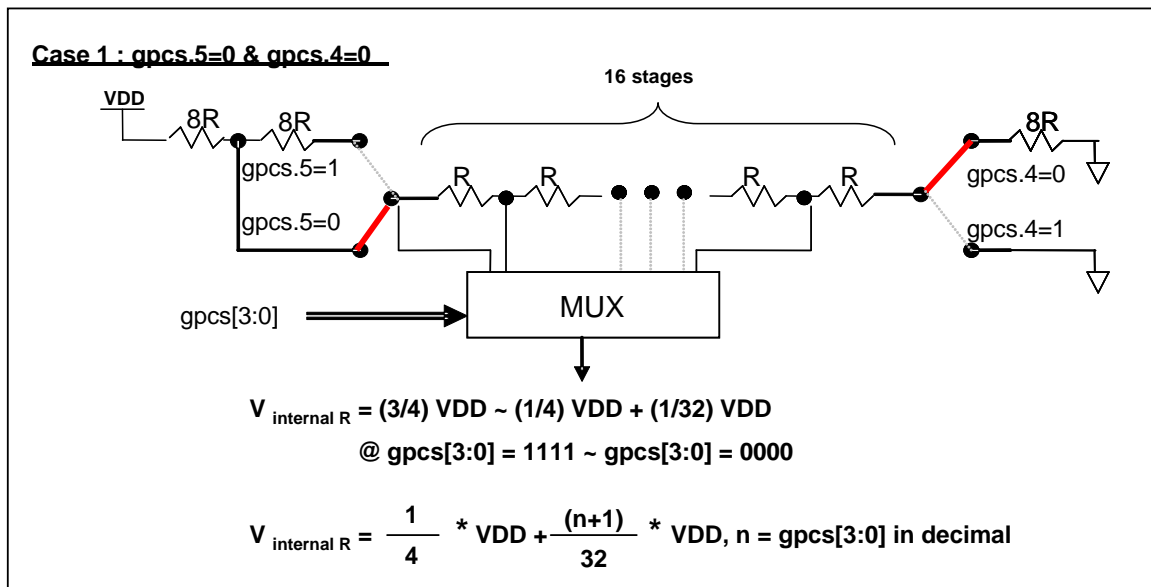 Case 1 : gpcs.5=0 & gpcs.4=0
16 stages
VDD
8R
8R
8R
gpcs.5=1
gpcs.4=0
R
R
R
R
gpcs.5=0
gpcs.4=1
MUX
gpcs[3:0]
V internal R = (3/4) VDD ~ (1/4) VDD + (1/32) VDD
@ gpcs[3:0] = 1111 ~ gpcs[3:0] = 0000
V internal R = 1/4 * VDD + (n+1)/32 * VDD, n = gpcs[3:0] in decimal